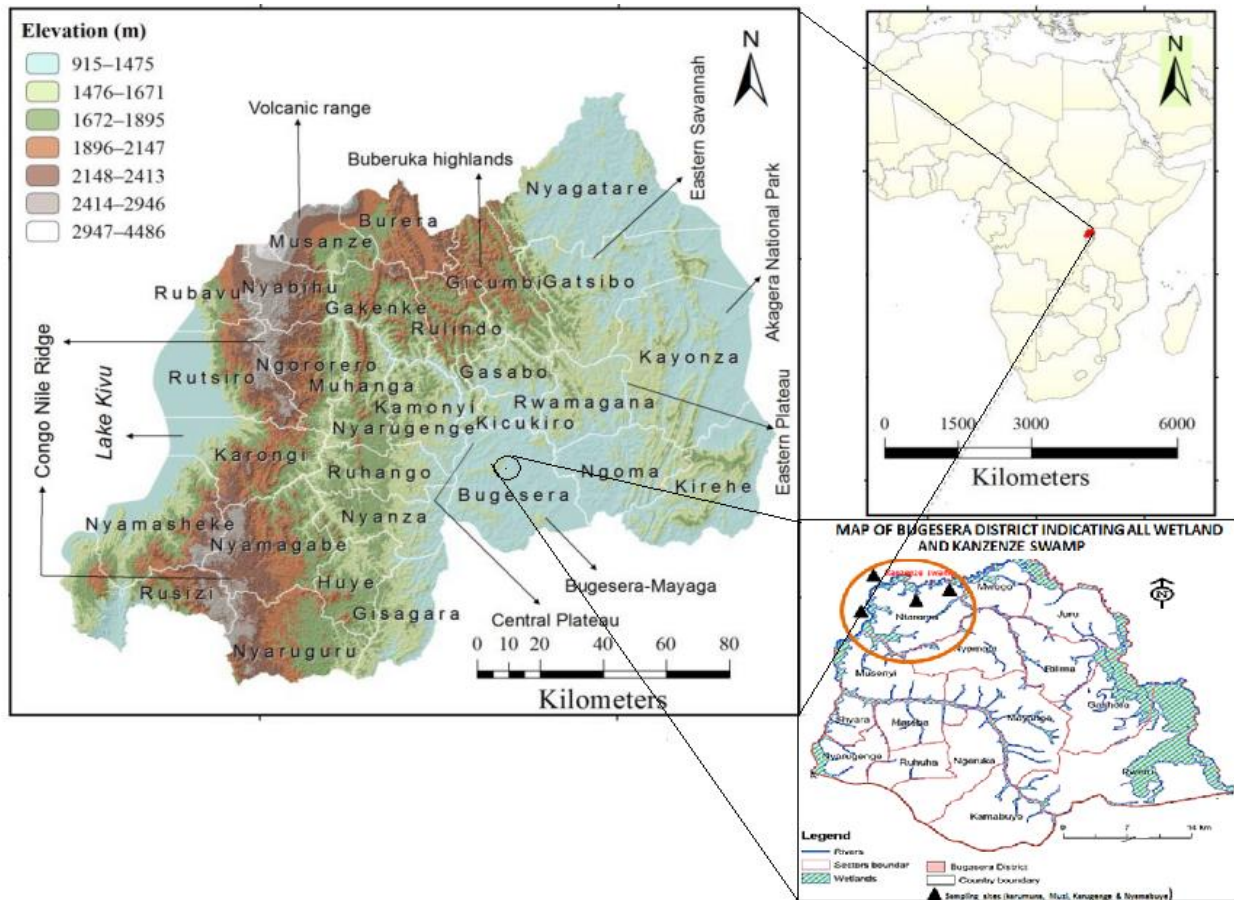 Elevation (m)
915–1475
1476–1671
1672–1895
1896–2147
2148–2413
2414–2946
2947–4486
N
Volcanic range
Buberuka highlands
Eastern Savannah
Akagera National Park
Eastern Plateau
Congo Nile Ridge
Lake Kivu
Nyagatare
Burera
Musanze
Rubavu
Nyabihu
Gicumbi
Gatsibo
Gakenke
Rulindo
Kayonza
Ngororero
Gasabo
Rutsiro
Muhanga
Kamonyi
Rwamagana
Nyarugenge
Kicukiro
Karongi
Ruhango
Ngoma
Bugesera
Kirehe
Nyamasheke
Nyanza
Nyamagabe
Huye
Rusizi
Gisagara
Nyaruguru
Bugesera-Mayaga
Central Plateau
0 20 40 60 80
Kilometers
N
0 1500 3000 6000
Kilometers
MAP OF BUGESERA DISTRICT INDICATING ALL WETLAND
AND KANZENZE SWAMP
N
Ntarama
Juru
Musenyi
Rilima
Gashora
Shyara
Mareba
Mayange
Nyarugenge
Ruhuha
Ngeruka
Rweru
Kamabuye
0 7 14 km
Legend
Rivers
Sectors boundar
Wetlands
Bugasera District
Country boundary